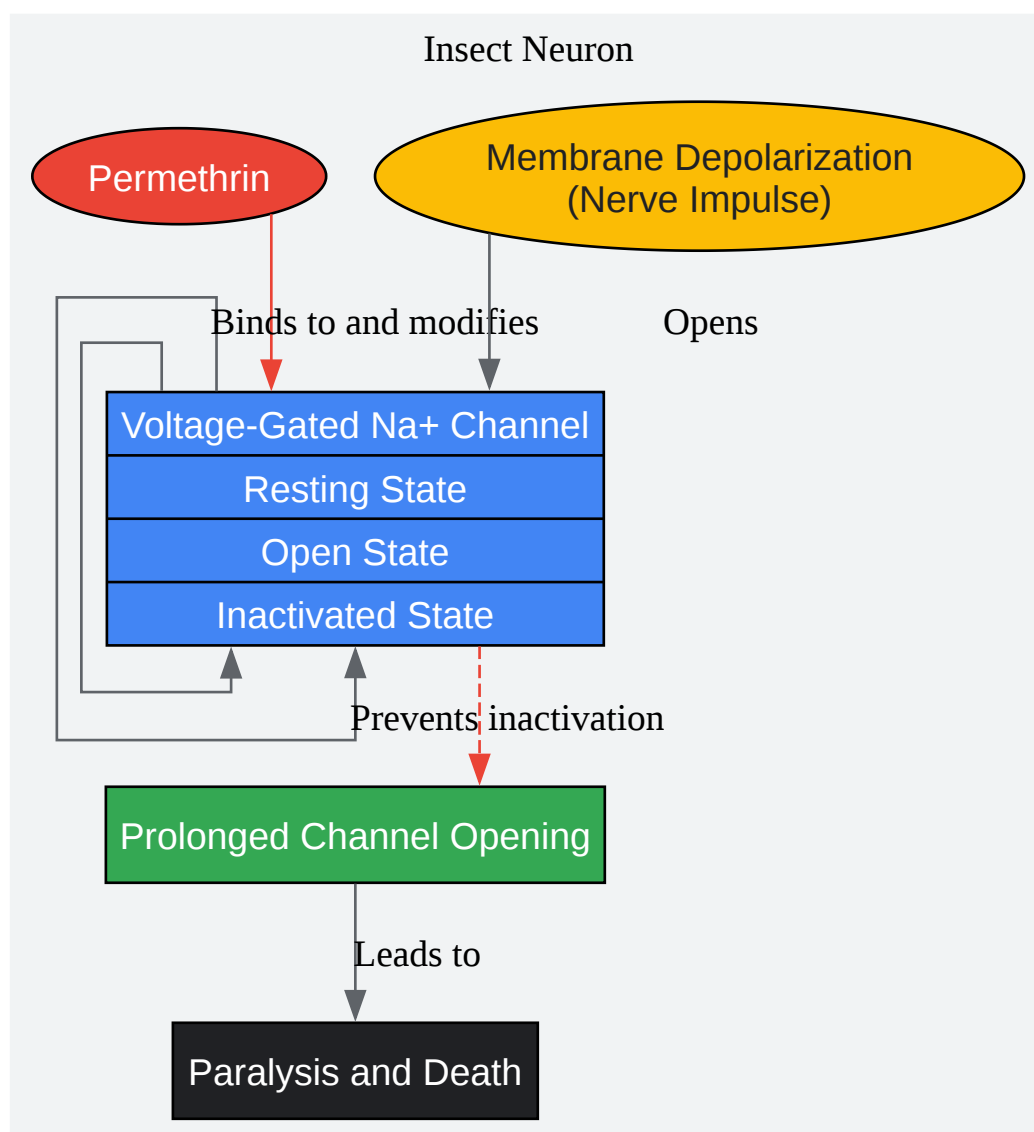 Insect Neuron
Permethrin
Membrane Depolarization
(Nerve Impulse)
Binds to and modifies
Opens
Voltage-Gated Na+ Channel
Resting State
Open State
Inactivated State
Prevents inactivation
Prolonged Channel Opening
Leads to
Paralysis and Death